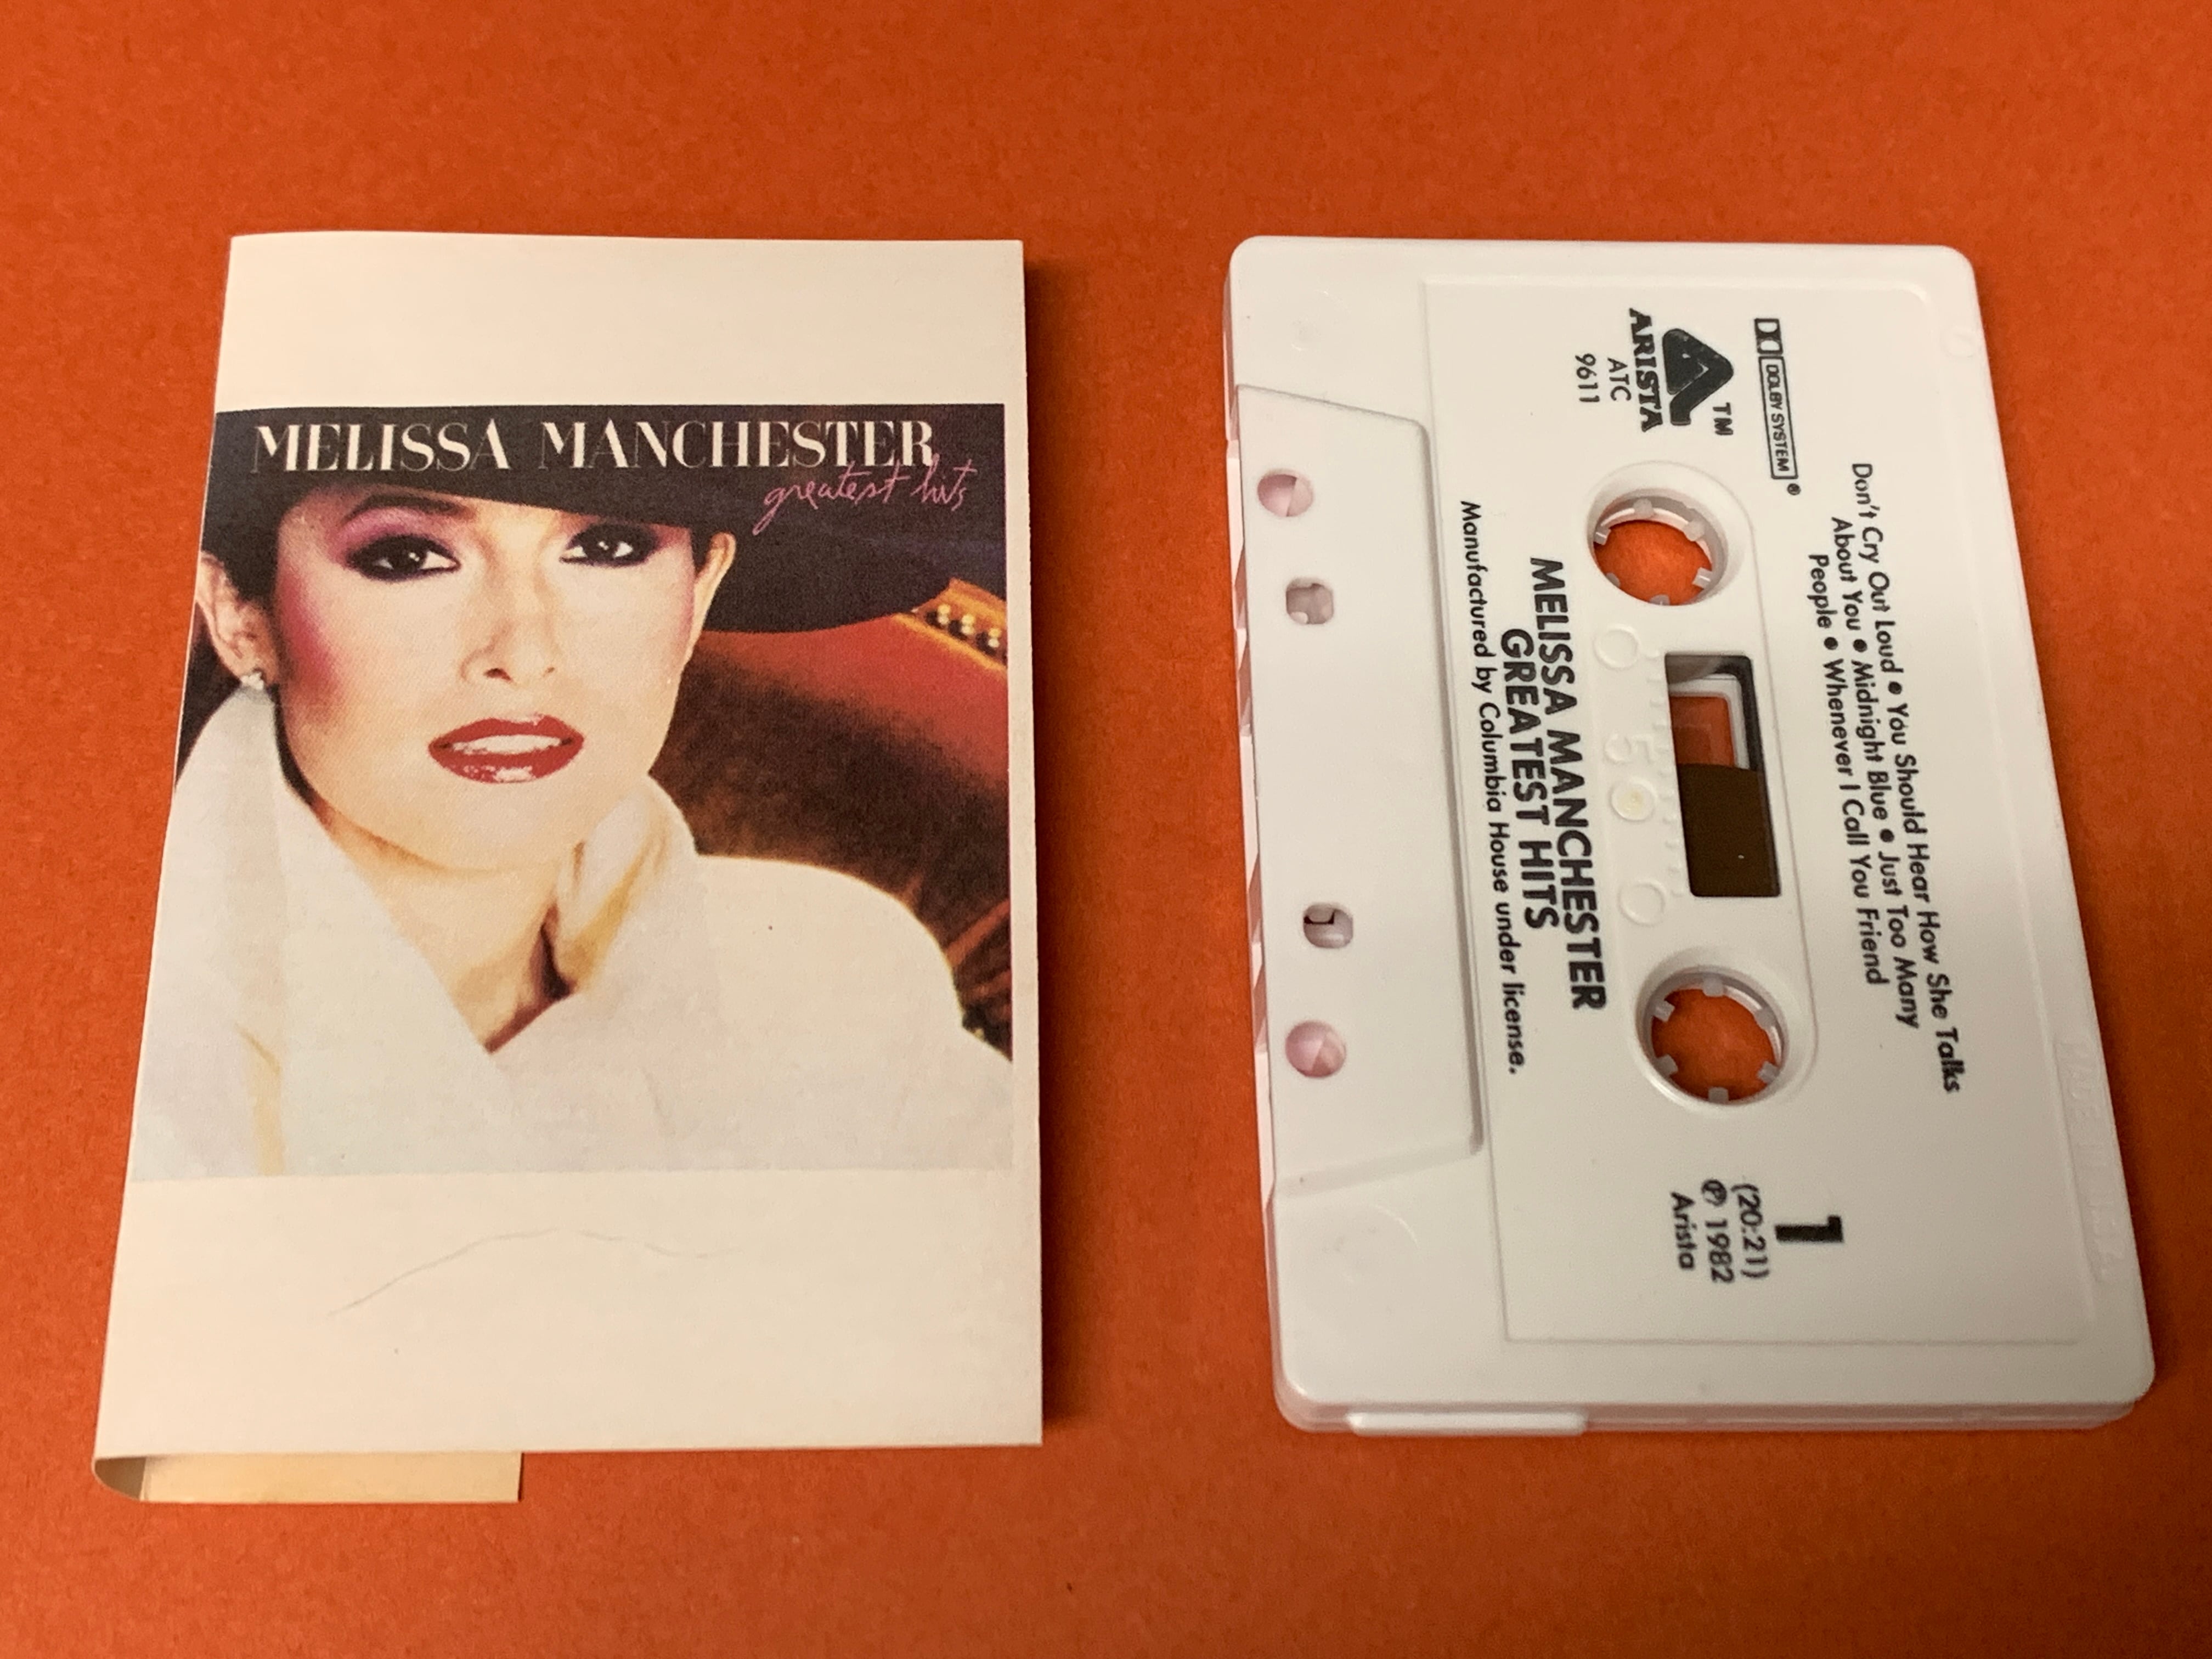 MELISSA MANCHESTER
greatest hits
DOLBY SYSTEM®
Don't Cry Out Loud • You Should Hear How She Talks
About You • Midnight Blue • Just Too Many
People • Whenever I Call You Friend
TM
ARISTA
ATC
9611
1
(20:21)
℗ 1982
Arista
50
MELISSA MANCHESTER
GREATEST HITS
Manufactured by Columbia House under license.